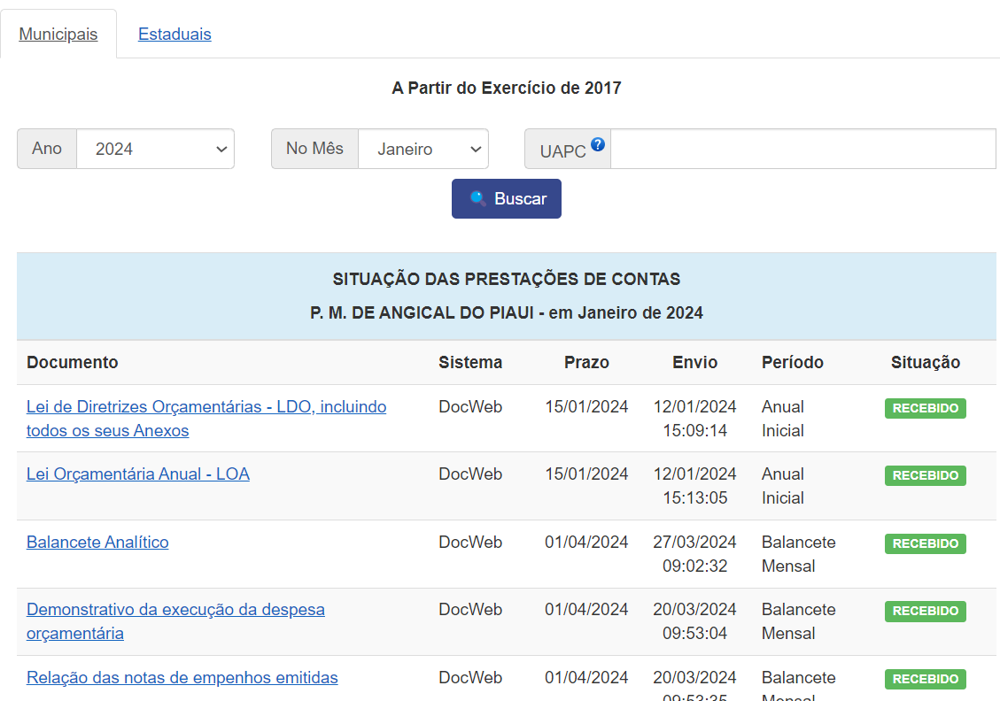 Municipais Estaduais
A Partir do Exercício de 2017
Ano 2024 No Mês Janeiro UAPC ?
Buscar
SITUAÇÃO DAS PRESTAÇÕES DE CONTAS
P. M. DE ANGICAL DO PIAUI - em Janeiro de 2024
Documento Sistema Prazo Envio Período Situação
Lei de Diretrizes Orçamentárias - LDO, incluindo DocWeb 15/01/2024 12/01/2024 Anual RECEBIDO
todos os seus Anexos 15:09:14 Inicial
Lei Orçamentária Anual - LOA DocWeb 15/01/2024 12/01/2024 Anual RECEBIDO
15:13:05 Inicial
Balancete Analítico DocWeb 01/04/2024 27/03/2024 Balancete RECEBIDO
09:02:32 Mensal
Demonstrativo da execução da despesa DocWeb 01/04/2024 20/03/2024 Balancete RECEBIDO
orçamentária 09:53:04 Mensal
Relação das notas de empenhos emitidas DocWeb 01/04/2024 20/03/2024 Balancete RECEBIDO
09:53:35 Mensal